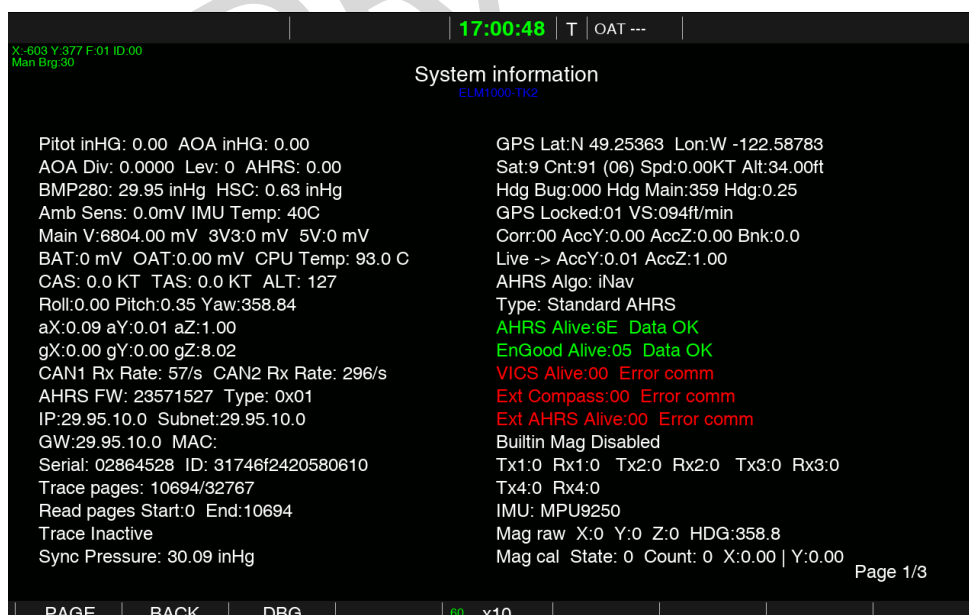 17:00:48 T OAT ---
X:-603 Y:377 F:01 ID:00
Man Brg:30
System information
ELM1000-TK2
Pitot inHG: 0.00 AOA inHG: 0.00
AOA Div: 0.0000 Lev: 0 AHRS: 0.00
BMP280: 29.95 inHg HSC: 0.63 inHg
Amb Sens: 0.0mV IMU Temp: 40C
Main V:6804.00 mV 3V3:0 mV 5V:0 mV
BAT:0 mV OAT:0.00 mV CPU Temp: 93.0 C
CAS: 0.0 KT TAS: 0.0 KT ALT: 127
Roll:0.00 Pitch:0.35 Yaw:358.84
aX:0.09 aY:0.01 aZ:1.00
gX:0.00 gY:0.00 gZ:8.02
CAN1 Rx Rate: 57/s CAN2 Rx Rate: 296/s
AHRS FW: 23571527 Type: 0x01
IP:29.95.10.0 Subnet:29.95.10.0
GW:29.95.10.0 MAC:
Serial: 02864528 ID: 31746f2420580610
Trace pages: 10694/32767
Read pages Start:0 End:10694
Trace Inactive
Sync Pressure: 30.09 inHg
GPS Lat:N 49.25363 Lon:W -122.58783
Sat:9 Cnt:91 (06) Spd:0.00KT Alt:34.00ft
Hdg Bug:000 Hdg Main:359 Hdg:0.25
GPS Locked:01 VS:094ft/min
Corr:00 AccY:0.00 AccZ:0.00 Bnk:0.0
Live -> AccY:0.01 AccZ:1.00
AHRS Algo: iNav
Type: Standard AHRS
AHRS Alive:6E Data OK
EnGood Alive:05 Data OK
VICS Alive:00 Error comm
Ext Compass:00 Error comm
Ext AHRS Alive:00 Error comm
Builtin Mag Disabled
Tx1:0 Rx1:0 Tx2:0 Rx2:0 Tx3:0 Rx3:0
Tx4:0 Rx4:0
IMU: MPU9250
Mag raw X:0 Y:0 Z:0 HDG:358.8
Mag cal State: 0 Count: 0 X:0.00 | Y:0.00
Page 1/3
PAGE BACK DBG 60 x10